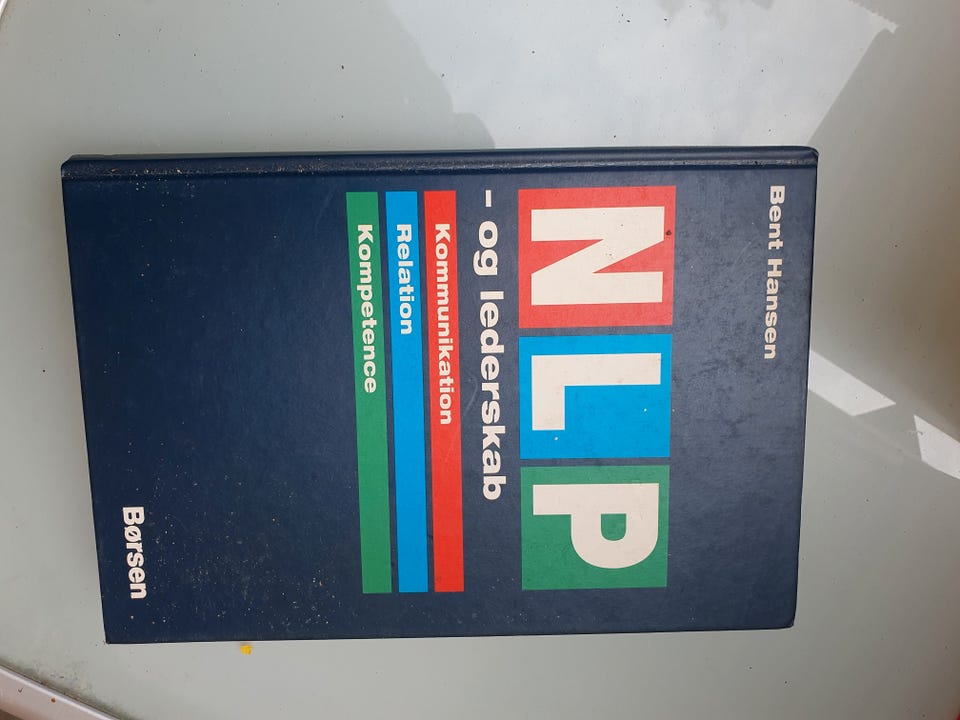 Bent Hansen
NLP
- og lederskab
Kommunikation
Relation
Kompetence
Børsen